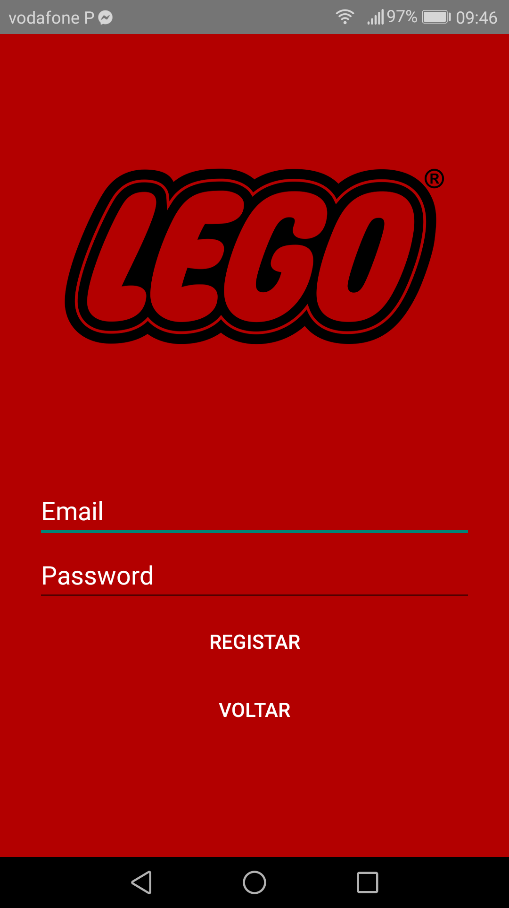 vodafone P 97% 09:46
LEGO®
Email
Password
REGISTAR
VOLTAR